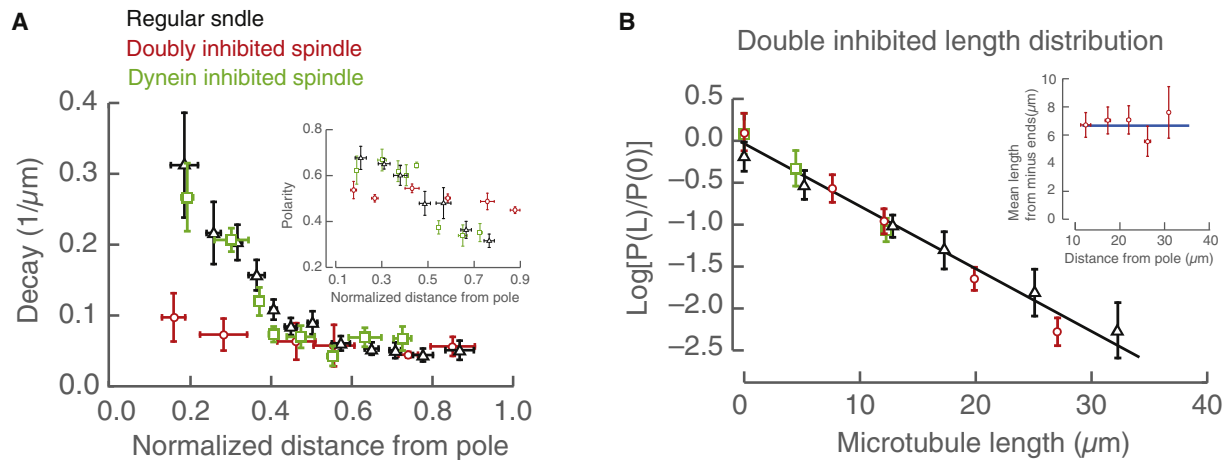 A
Regular sndle
Doubly inhibited spindle
Dynein inhibited spindle
Decay (1/µm)
0.4
0.3
0.2
0.1
0.0
0.0 0.2 0.4 0.6 0.8 1.0
Normalized distance from pole
Polarity
0.8
0.6
0.4
0.2
0.1 0.3 0.5 0.7 0.9
Normalized distance from pole
B
Double inhibited length distribution
Log[P(L)/P(0)]
0.5
0.0
−0.5
−1.0
−1.5
−2.0
−2.5
0 10 20 30 40
Microtubule length (µm)
Mean length
from minus ends(µm)
10
8
6
4
2
0
10 20 30 40
Distance from pole (µm)